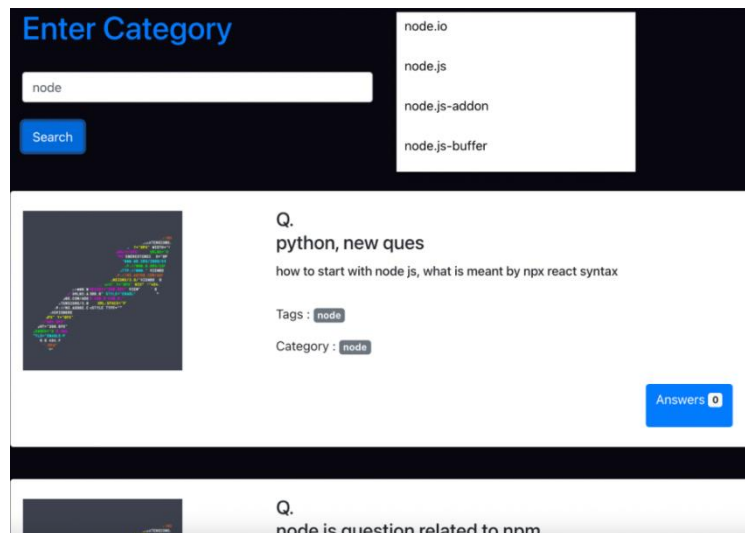 Enter Category
node
Search
node.io
node.js
node.js-addon
node.js-buffer
Q.
python, new ques
how to start with node js, what is meant by npx react syntax
Tags : node
Category : node
Answers 0
Q.
node is question related to npm